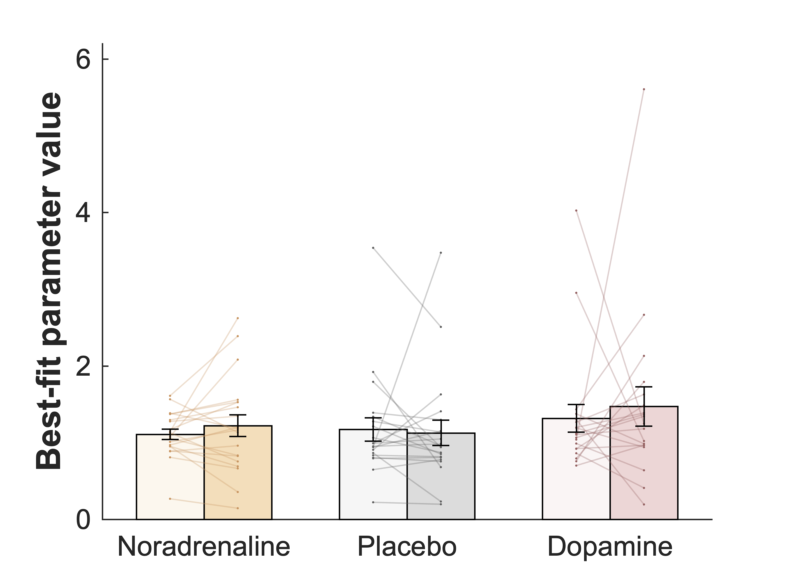 Best-fit parameter value
6
4
2
0
Noradrenaline
Placebo
Dopamine